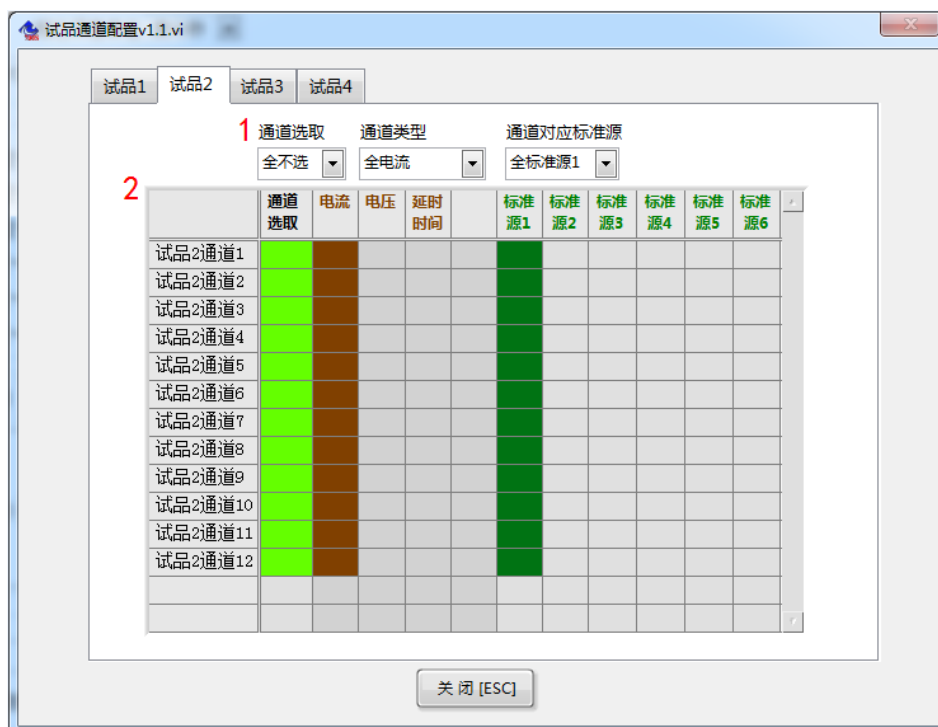 试品通道配置v1.1.vi
试品1 试品2 试品3 试品4
1 通道选取 通道类型 通道对应标准源
全不选 全电流 全标准源1
2
通道选取 电流 电压 延时时间 标准源1 标准源2 标准源3 标准源4 标准源5 标准源6
试品2通道1
试品2通道2
试品2通道3
试品2通道4
试品2通道5
试品2通道6
试品2通道7
试品2通道8
试品2通道9
试品2通道10
试品2通道11
试品2通道12
关 闭 [ESC]